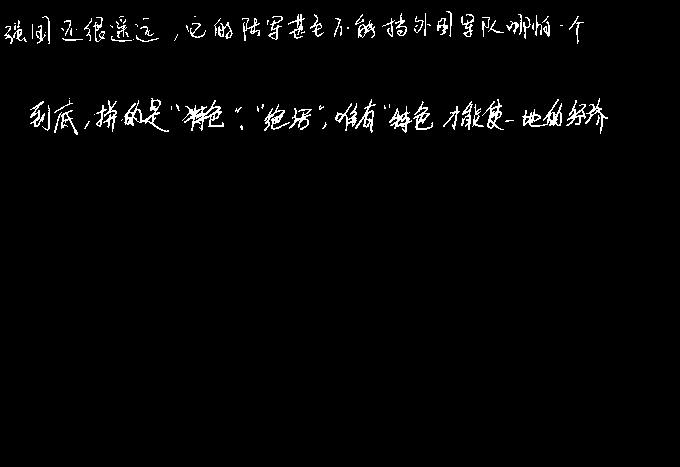 强国还很遥远，它的陆军甚至不能挡外国军队哪怕一个
到底，拼的是“特色”、“绝活”，唯有“特色 才能使一地的经济